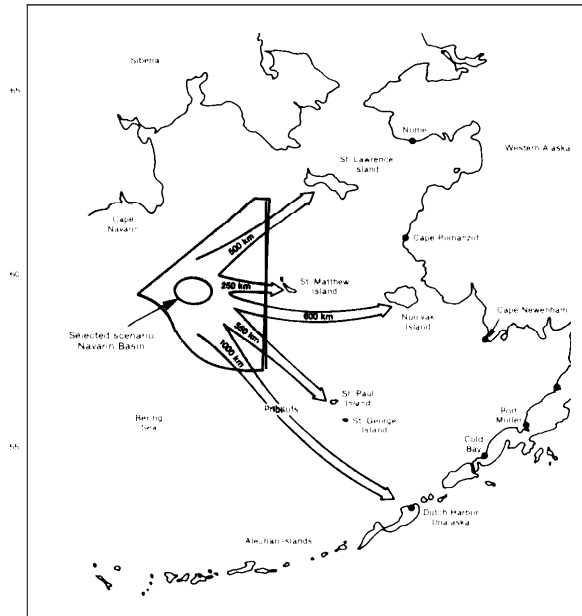 Siberia
65
Nome
Western Alaska
St. Lawrence
Island
Cape
Navarin
Cape Romanzof
500 km
60
250 km
St. Matthew
Island
600 km
Nunivak
Island
Cape Newenham
Selected scenario
Navarin Basin
550 km
1000 km
St. Paul
Island
Pribilofs
Bering
Sea
St. George
Island
Port
Moller
55
Cold
Bay
Dutch Harbour
Unalaska
Aleutian Islands